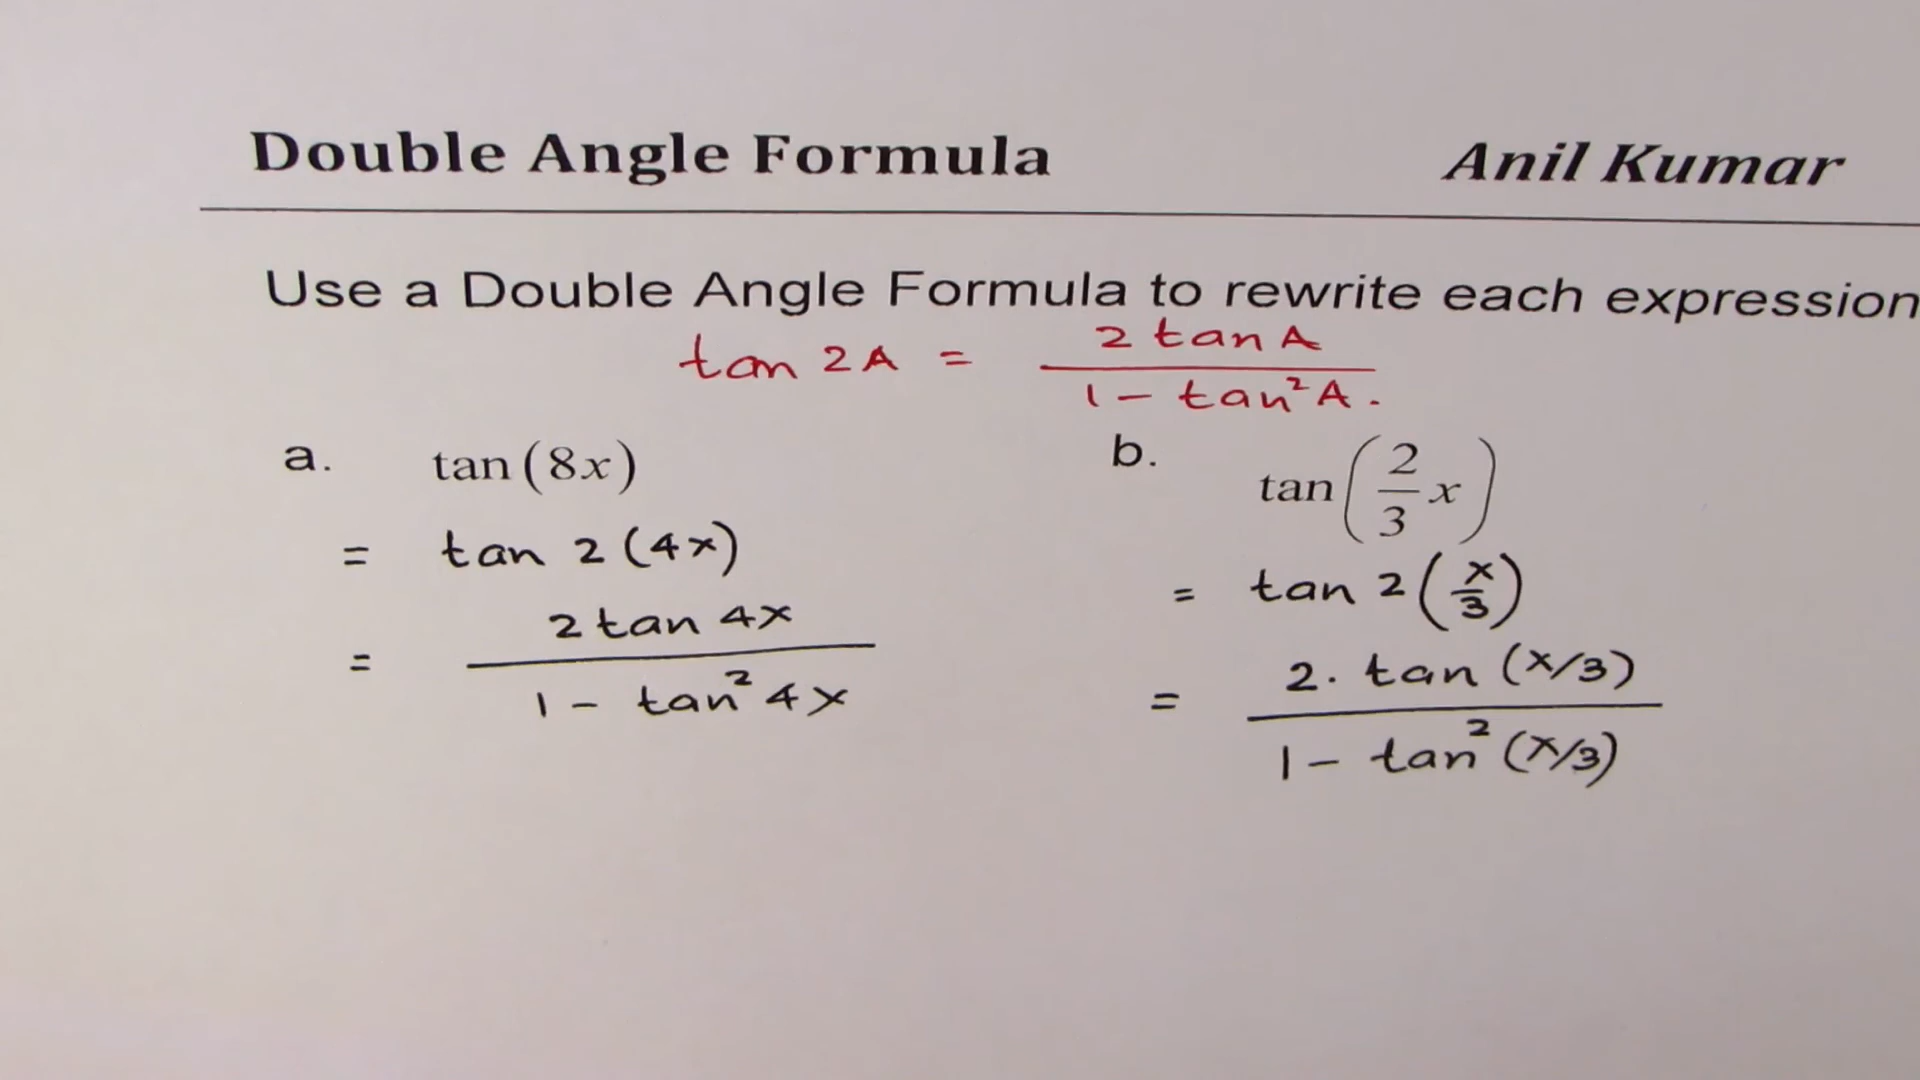 Double Angle Formula Anil Kumar
Use a Double Angle Formula to rewrite each expression
tan 2A = 2 tan A / 1 - tan²A.
a. tan(8x)
= tan 2(4x)
= 2 tan 4x / 1 - tan² 4x
b. tan(2/3 x)
= tan 2(x/3)
= 2. tan (x/3) / 1 - tan² (x/3)